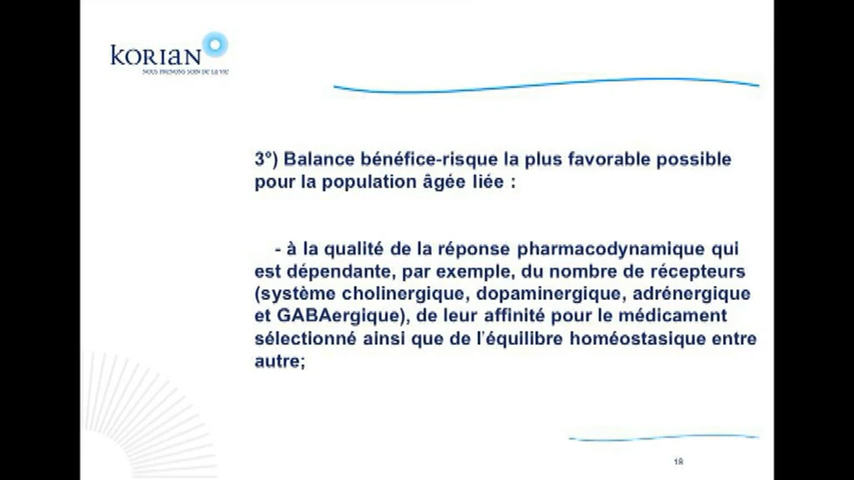 KORIAN
NOUS PRENONS SOIN DE LA VIE
3°) Balance bénéfice-risque la plus favorable possible
pour la population âgée liée :
- à la qualité de la réponse pharmacodynamique qui
est dépendante, par exemple, du nombre de récepteurs
(système cholinergique, dopaminergique, adrénergique
et GABAergique), de leur affinité pour le médicament
sélectionné ainsi que de l'équilibre homéostasique entre
autre;
18